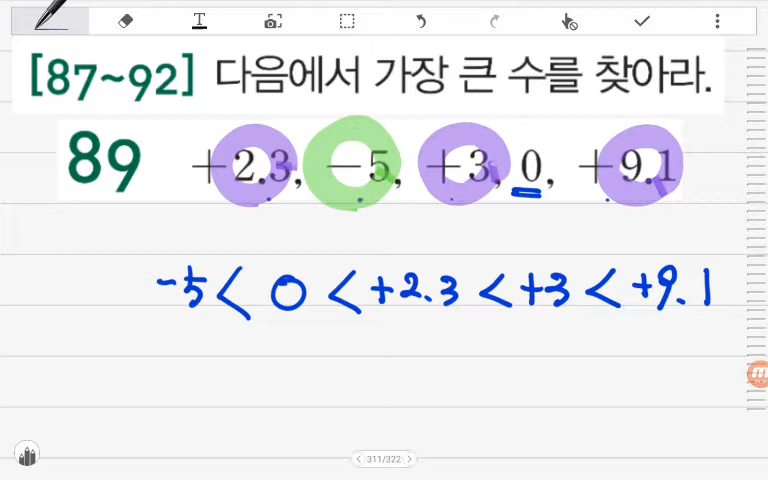 T
[87~92] 다음에서 가장 큰 수를 찾아라.
89 +2.3, −5, +3, 0, +9.1
-5 < 0 < +2.3 < +3 < +9.1
311/322